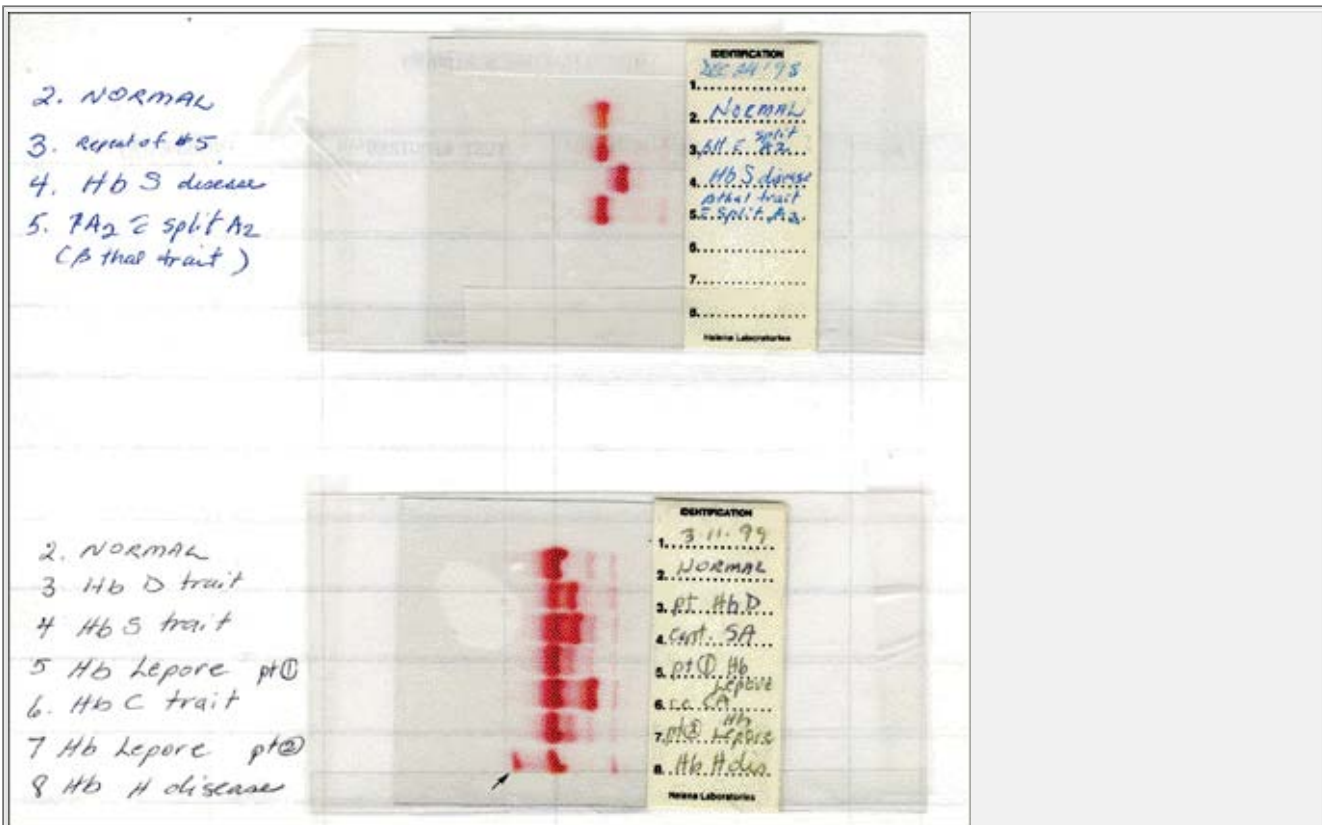 2. NORMAL
3. Repeat of #5
4. Hb S disease
5. ↑A2 c̄ split A2
(β thal trait)
IDENTIFICATION
DEC 24 '98
1.
2. NORMAL
3. split A2
4. Hb S disease
β thal trait
5. c̄ split A2
6.
7.
8.
Helena Laboratories
2. NORMAL
3 Hb D trait
4 Hb S trait
5 Hb Lepore pt①
6. Hb C trait
7 Hb Lepore pt②
8 Hb H diseases
IDENTIFICATION
1. 3.11.99
2. NORMAL
3. pt Hb D
4. cont. SA
5. pt① Hb
Lepore
6. CA
7. pt② Hb
Lepore
8. Hb H dis.
Helena Laboratories